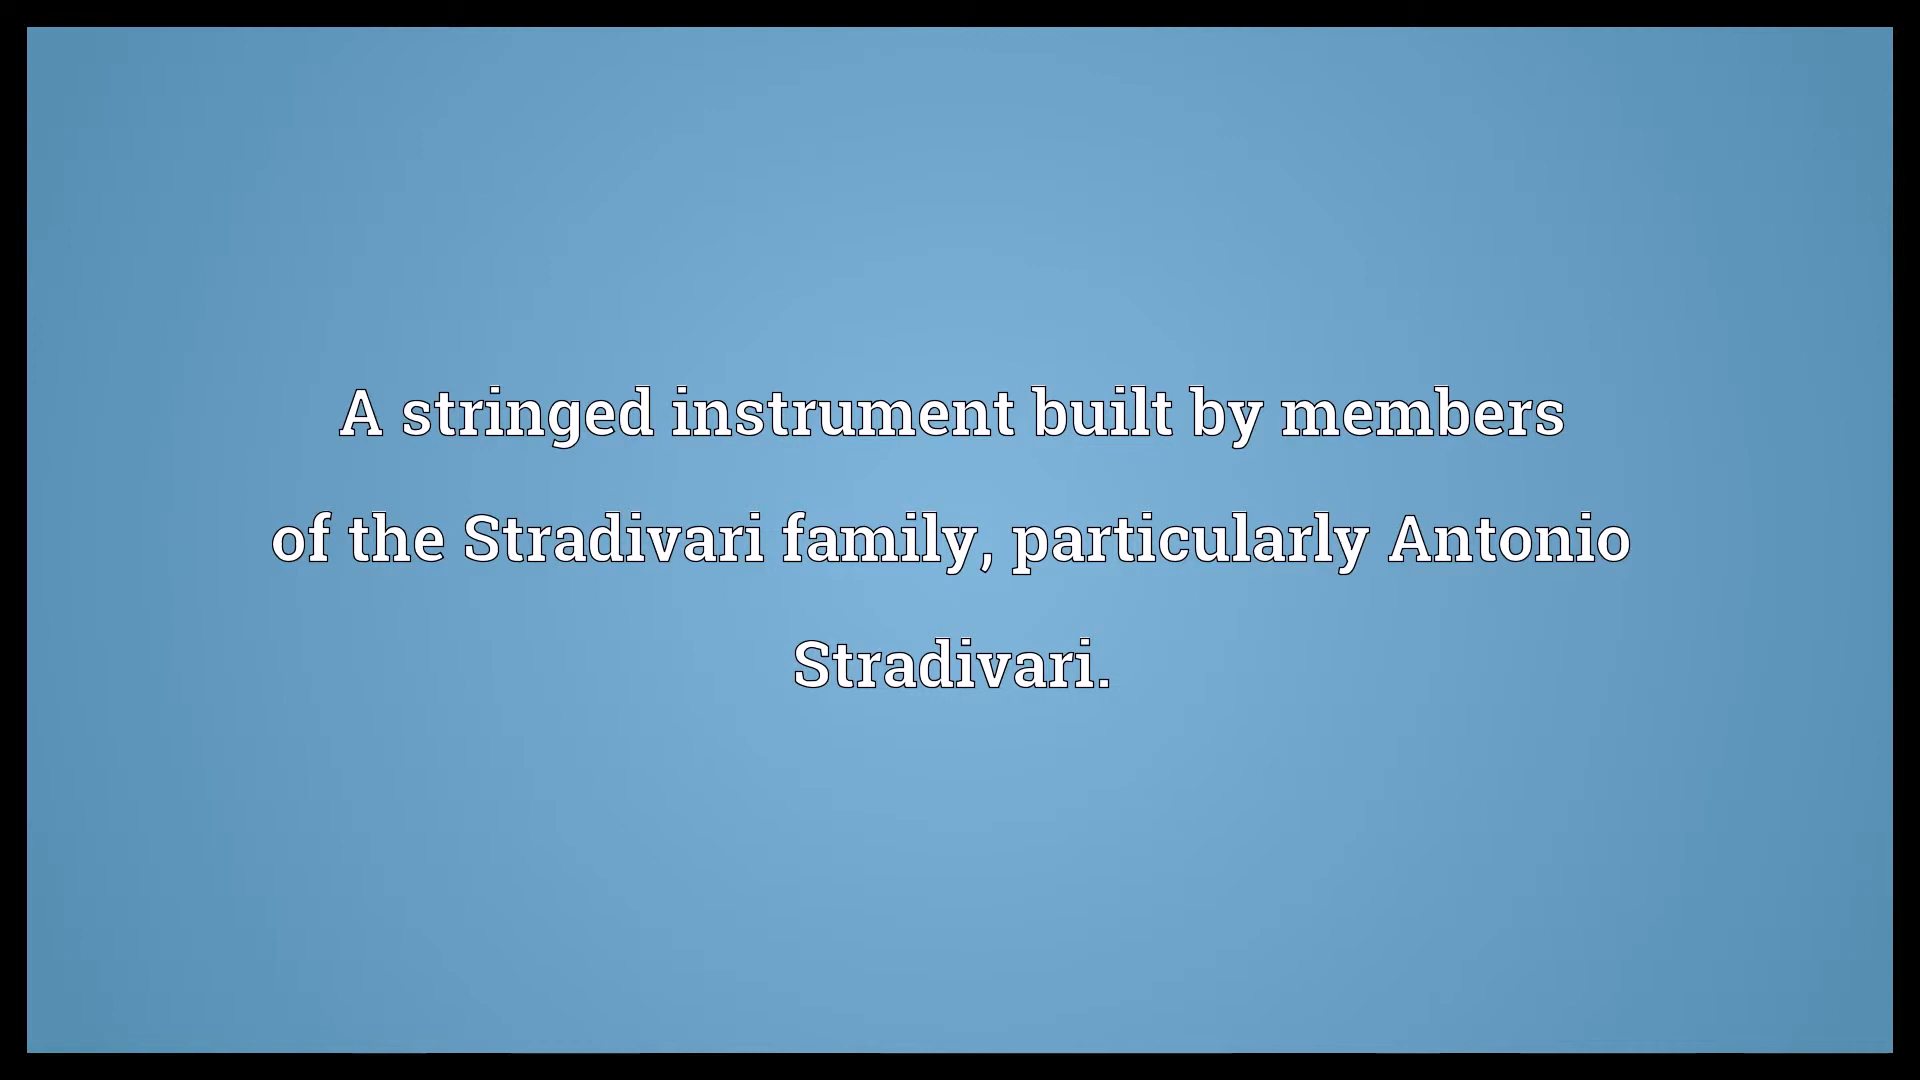 A stringed instrument built by members
of the Stradivari family, particularly Antonio
Stradivari.